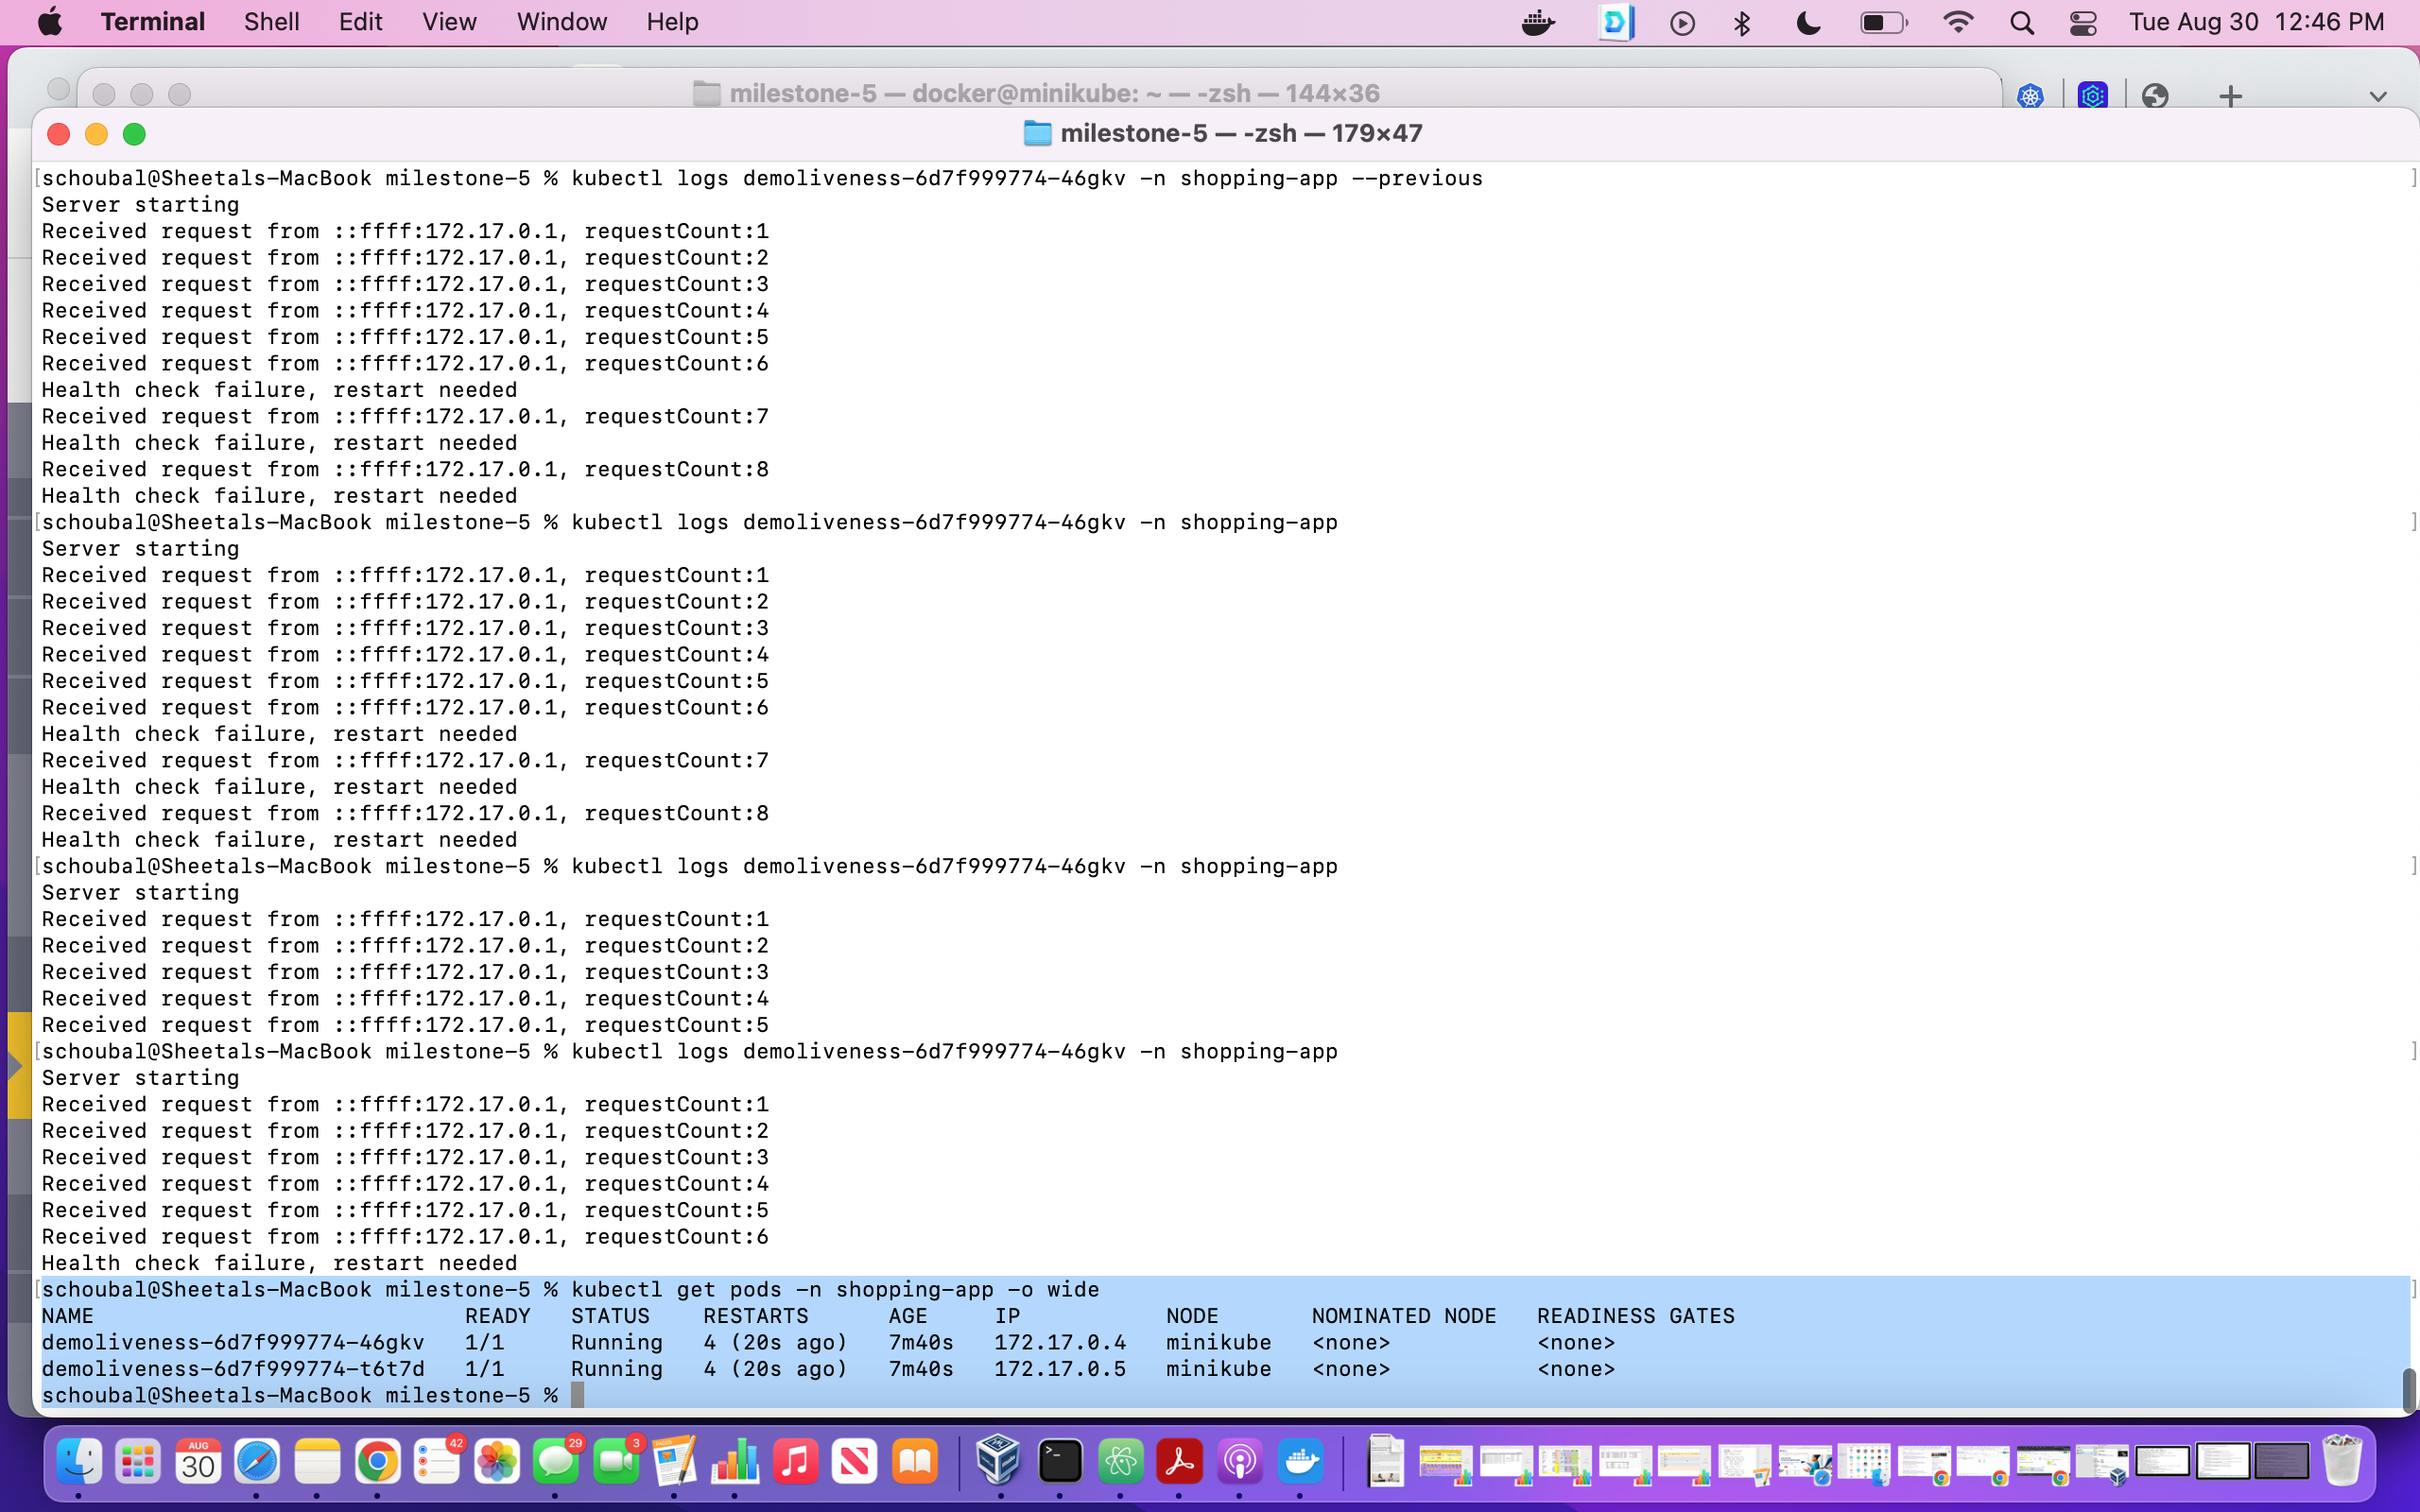 Terminal Shell Edit View Window Help Tue Aug 30 12:46 PM
milestone-5 — docker@minikube: ~ — -zsh — 144×36
milestone-5 — -zsh — 179×47
[schoubal@Sheetals-MacBook milestone-5 % kubectl logs demoliveness-6d7f999774-46gkv -n shopping-app --previous ]
Server starting
Received request from ::ffff:172.17.0.1, requestCount:1
Received request from ::ffff:172.17.0.1, requestCount:2
Received request from ::ffff:172.17.0.1, requestCount:3
Received request from ::ffff:172.17.0.1, requestCount:4
Received request from ::ffff:172.17.0.1, requestCount:5
Received request from ::ffff:172.17.0.1, requestCount:6
Health check failure, restart needed
Received request from ::ffff:172.17.0.1, requestCount:7
Health check failure, restart needed
Received request from ::ffff:172.17.0.1, requestCount:8
Health check failure, restart needed
[schoubal@Sheetals-MacBook milestone-5 % kubectl logs demoliveness-6d7f999774-46gkv -n shopping-app ]
Server starting
Received request from ::ffff:172.17.0.1, requestCount:1
Received request from ::ffff:172.17.0.1, requestCount:2
Received request from ::ffff:172.17.0.1, requestCount:3
Received request from ::ffff:172.17.0.1, requestCount:4
Received request from ::ffff:172.17.0.1, requestCount:5
Received request from ::ffff:172.17.0.1, requestCount:6
Health check failure, restart needed
Received request from ::ffff:172.17.0.1, requestCount:7
Health check failure, restart needed
Received request from ::ffff:172.17.0.1, requestCount:8
Health check failure, restart needed
[schoubal@Sheetals-MacBook milestone-5 % kubectl logs demoliveness-6d7f999774-46gkv -n shopping-app ]
Server starting
Received request from ::ffff:172.17.0.1, requestCount:1
Received request from ::ffff:172.17.0.1, requestCount:2
Received request from ::ffff:172.17.0.1, requestCount:3
Received request from ::ffff:172.17.0.1, requestCount:4
Received request from ::ffff:172.17.0.1, requestCount:5
[schoubal@Sheetals-MacBook milestone-5 % kubectl logs demoliveness-6d7f999774-46gkv -n shopping-app ]
Server starting
Received request from ::ffff:172.17.0.1, requestCount:1
Received request from ::ffff:172.17.0.1, requestCount:2
Received request from ::ffff:172.17.0.1, requestCount:3
Received request from ::ffff:172.17.0.1, requestCount:4
Received request from ::ffff:172.17.0.1, requestCount:5
Received request from ::ffff:172.17.0.1, requestCount:6
Health check failure, restart needed
[schoubal@Sheetals-MacBook milestone-5 % kubectl get pods -n shopping-app -o wide ]
NAME READY STATUS RESTARTS AGE IP NODE NOMINATED NODE READINESS GATES
demoliveness-6d7f999774-46gkv 1/1 Running 4 (20s ago) 7m40s 172.17.0.4 minikube <none> <none>
demoliveness-6d7f999774-t6t7d 1/1 Running 4 (20s ago) 7m40s 172.17.0.5 minikube <none> <none>
schoubal@Sheetals-MacBook milestone-5 %
AUG 42 29 3
30